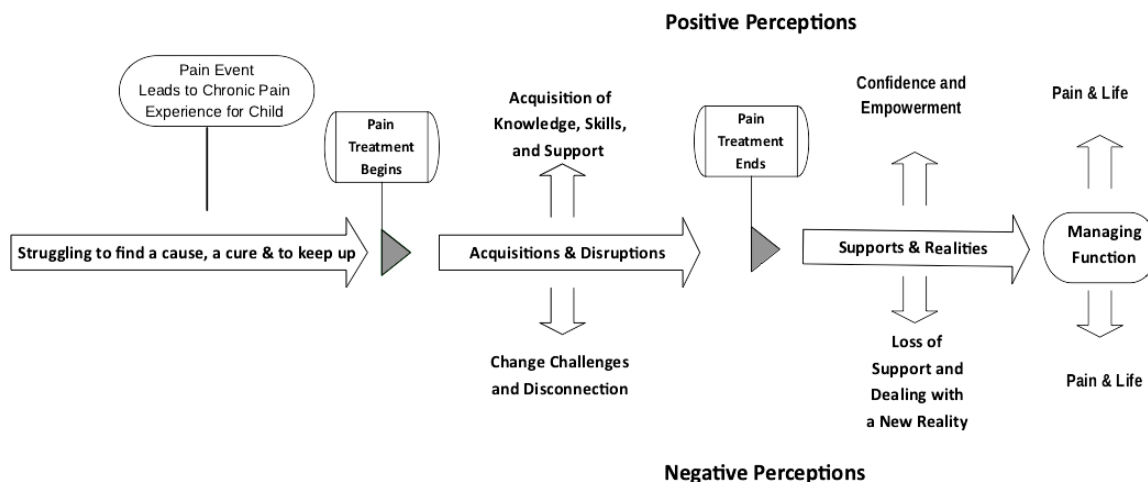 Positive Perceptions
Pain Event
Leads to Chronic Pain
Experience for Child
Pain
Treatment
Begins
Acquisition of
Knowledge, Skills,
and Support
Pain
Treatment
Ends
Confidence and
Empowerment
Pain & Life
Struggling to find a cause, a cure & to keep up
Acquisitions & Disruptions
Supports & Realities
Managing
Function
Change Challenges
and Disconnection
Loss of
Support and
Dealing with
a New Reality
Pain & Life
Negative Perceptions